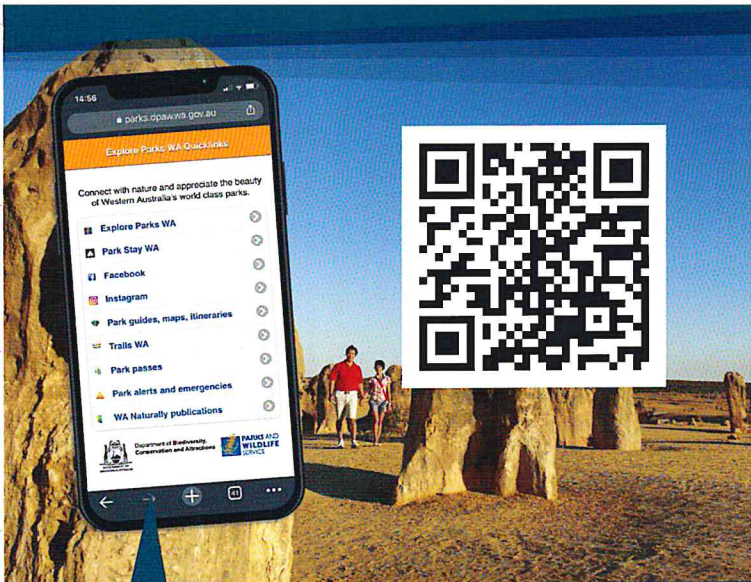 14:56
parks.dpaw.wa.gov.au
Explore Parks WA Quicklinks
Connect with nature and appreciate the beauty
of Western Australia's world class parks.
Explore Parks WA
Park Stay WA
Facebook
Instagram
Park guides, maps, itineraries
Trails WA
Park passes
Park alerts and emergencies
WA Naturally publications
Department of Biodiversity,
Conservation and Attractions
PARKS AND
WILDLIFE
SERVICE
41